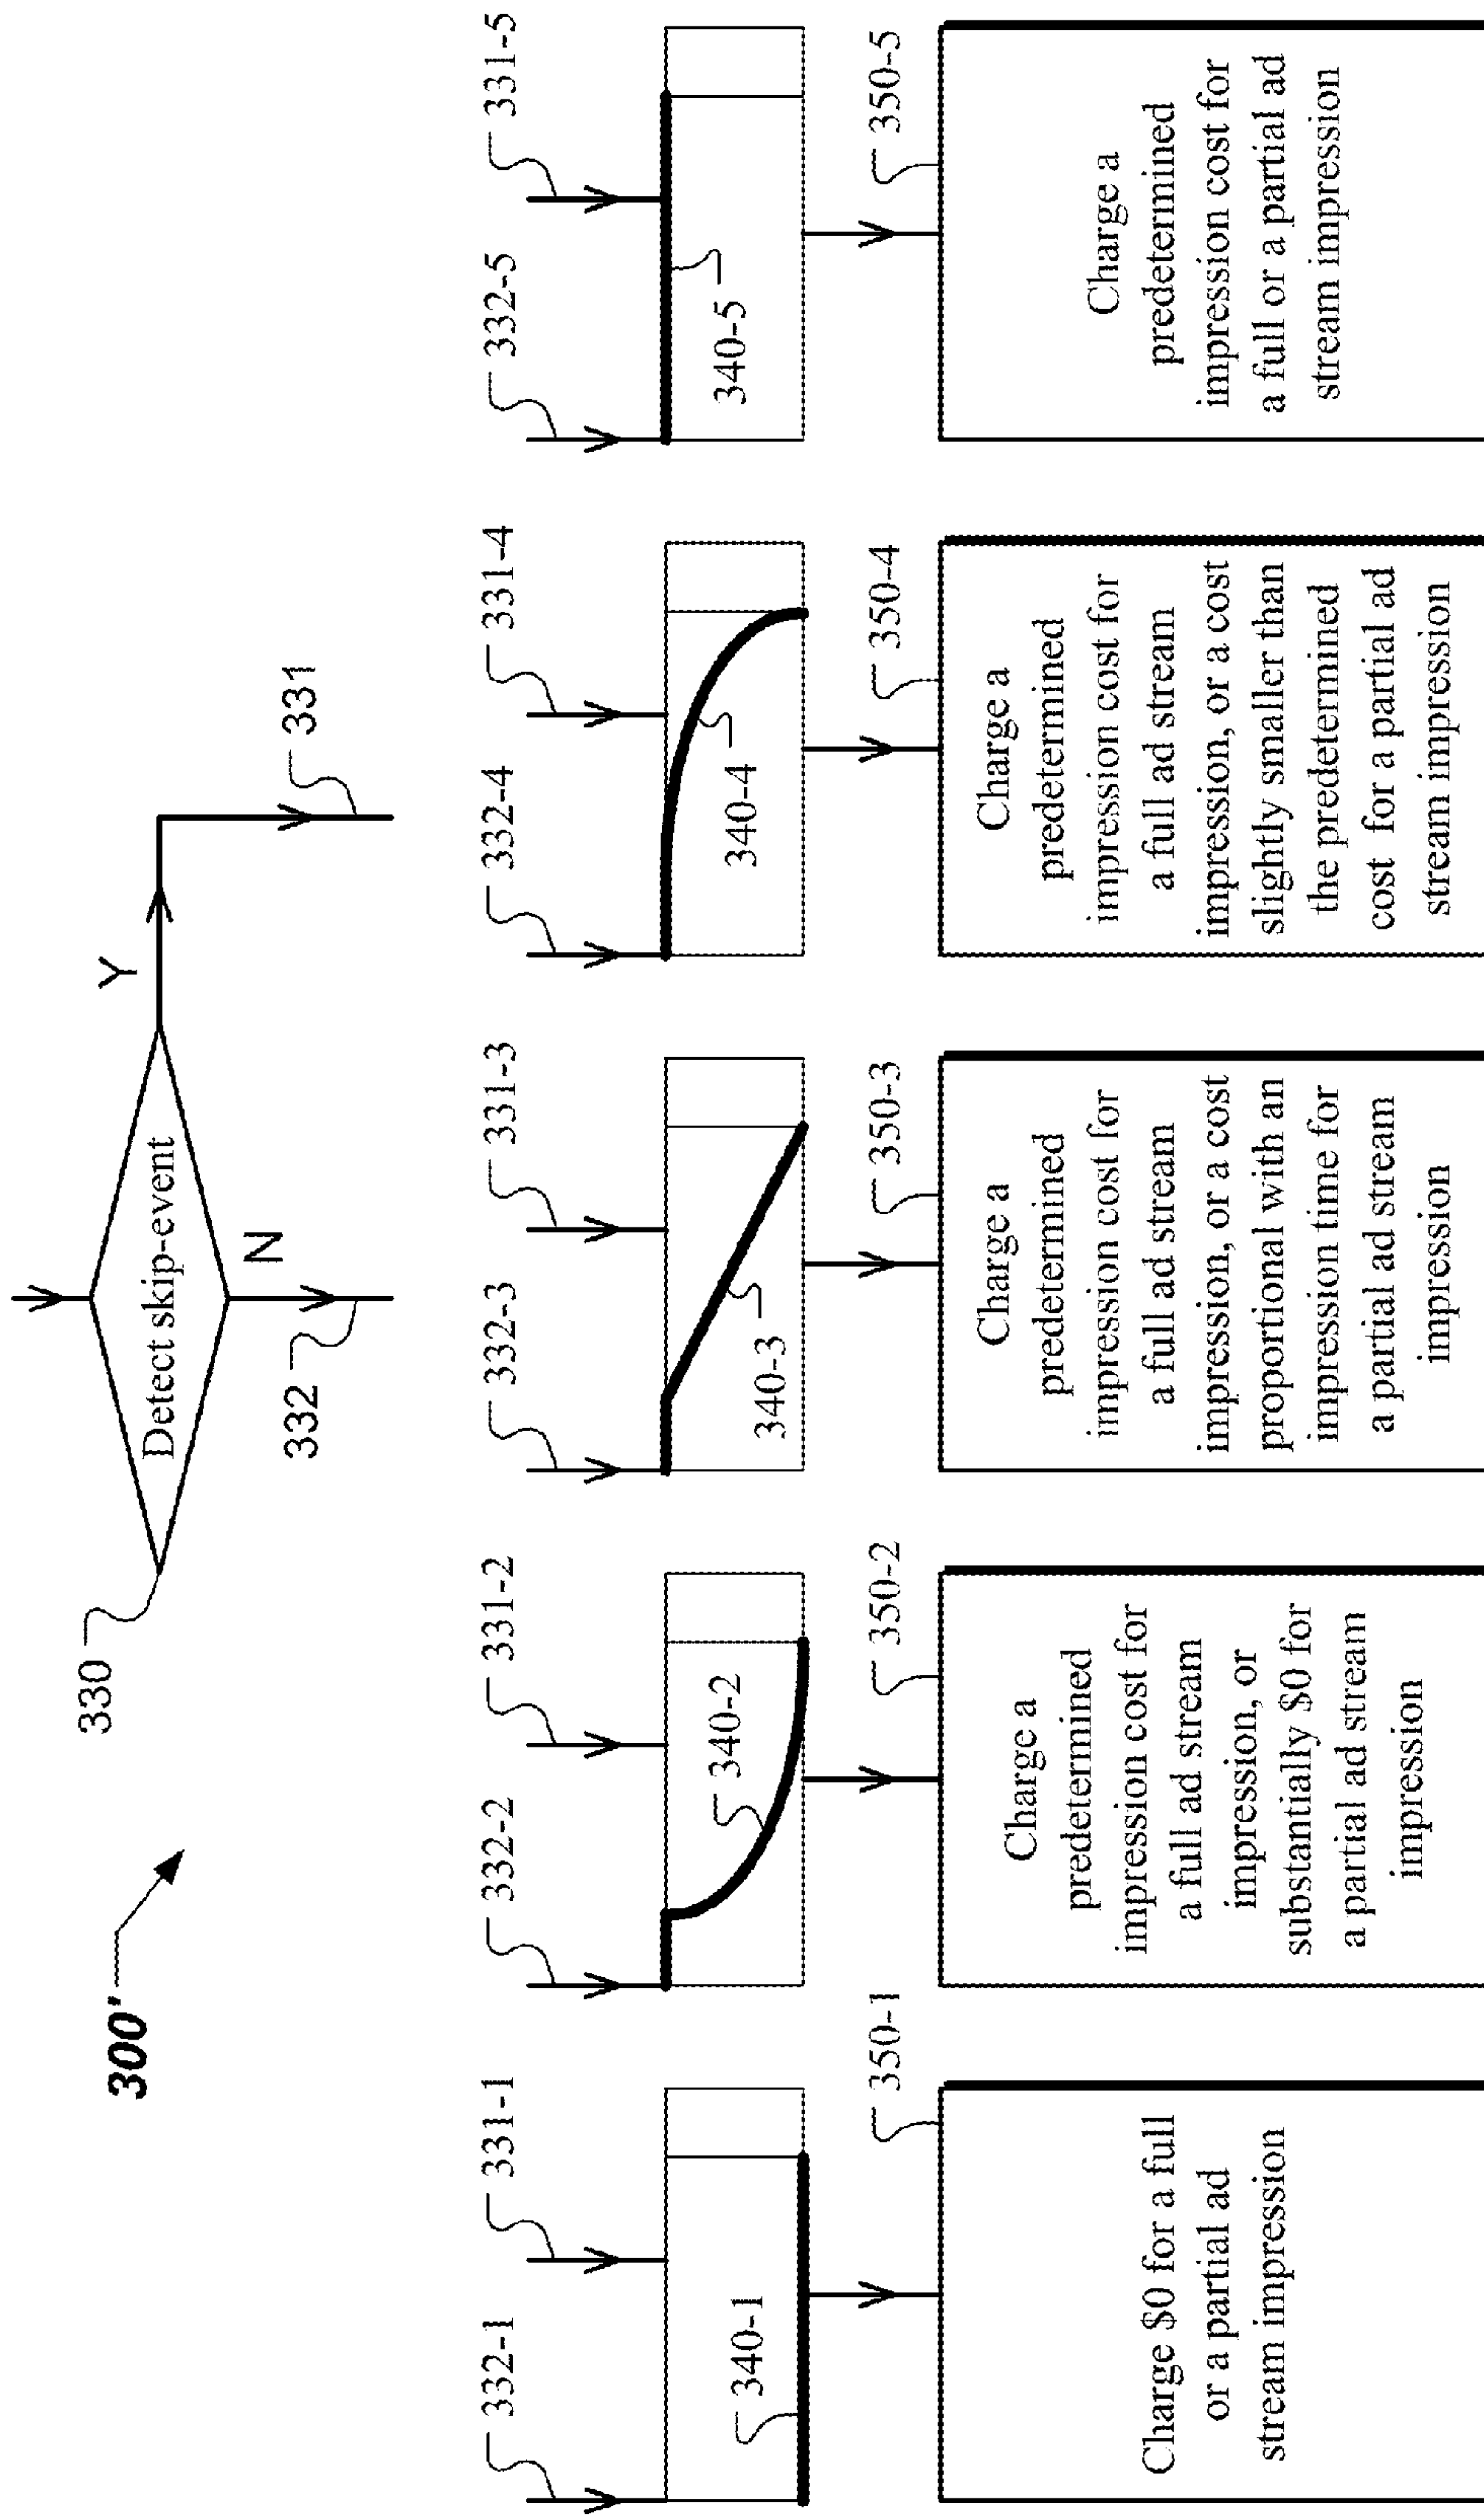 300'
330
Detect skip-event
Y
N
332
331
332-1
331-1
332-2
331-2
332-3
331-3
332-4
331-4
332-5
331-5
340-1
340-2
340-3
340-4
340-5
350-1
350-2
350-3
350-4
350-5
Charge $0 for a full
or a partial ad
stream impression
Charge a
predetermined
impression cost for
a full ad stream
impression, or
substantially $0 for
a partial ad stream
impression
Charge a
predetermined
impression cost for
a full ad stream
impression, or a cost
proportional with an
impression time for
a partial ad stream
impression
Charge a
predetermined
impression cost for
a full ad stream
impression, or a cost
slightly smaller than
the predetermined
cost for a partial ad
stream impression
Charge a
predetermined
impression cost for
a full or a partial ad
stream impression